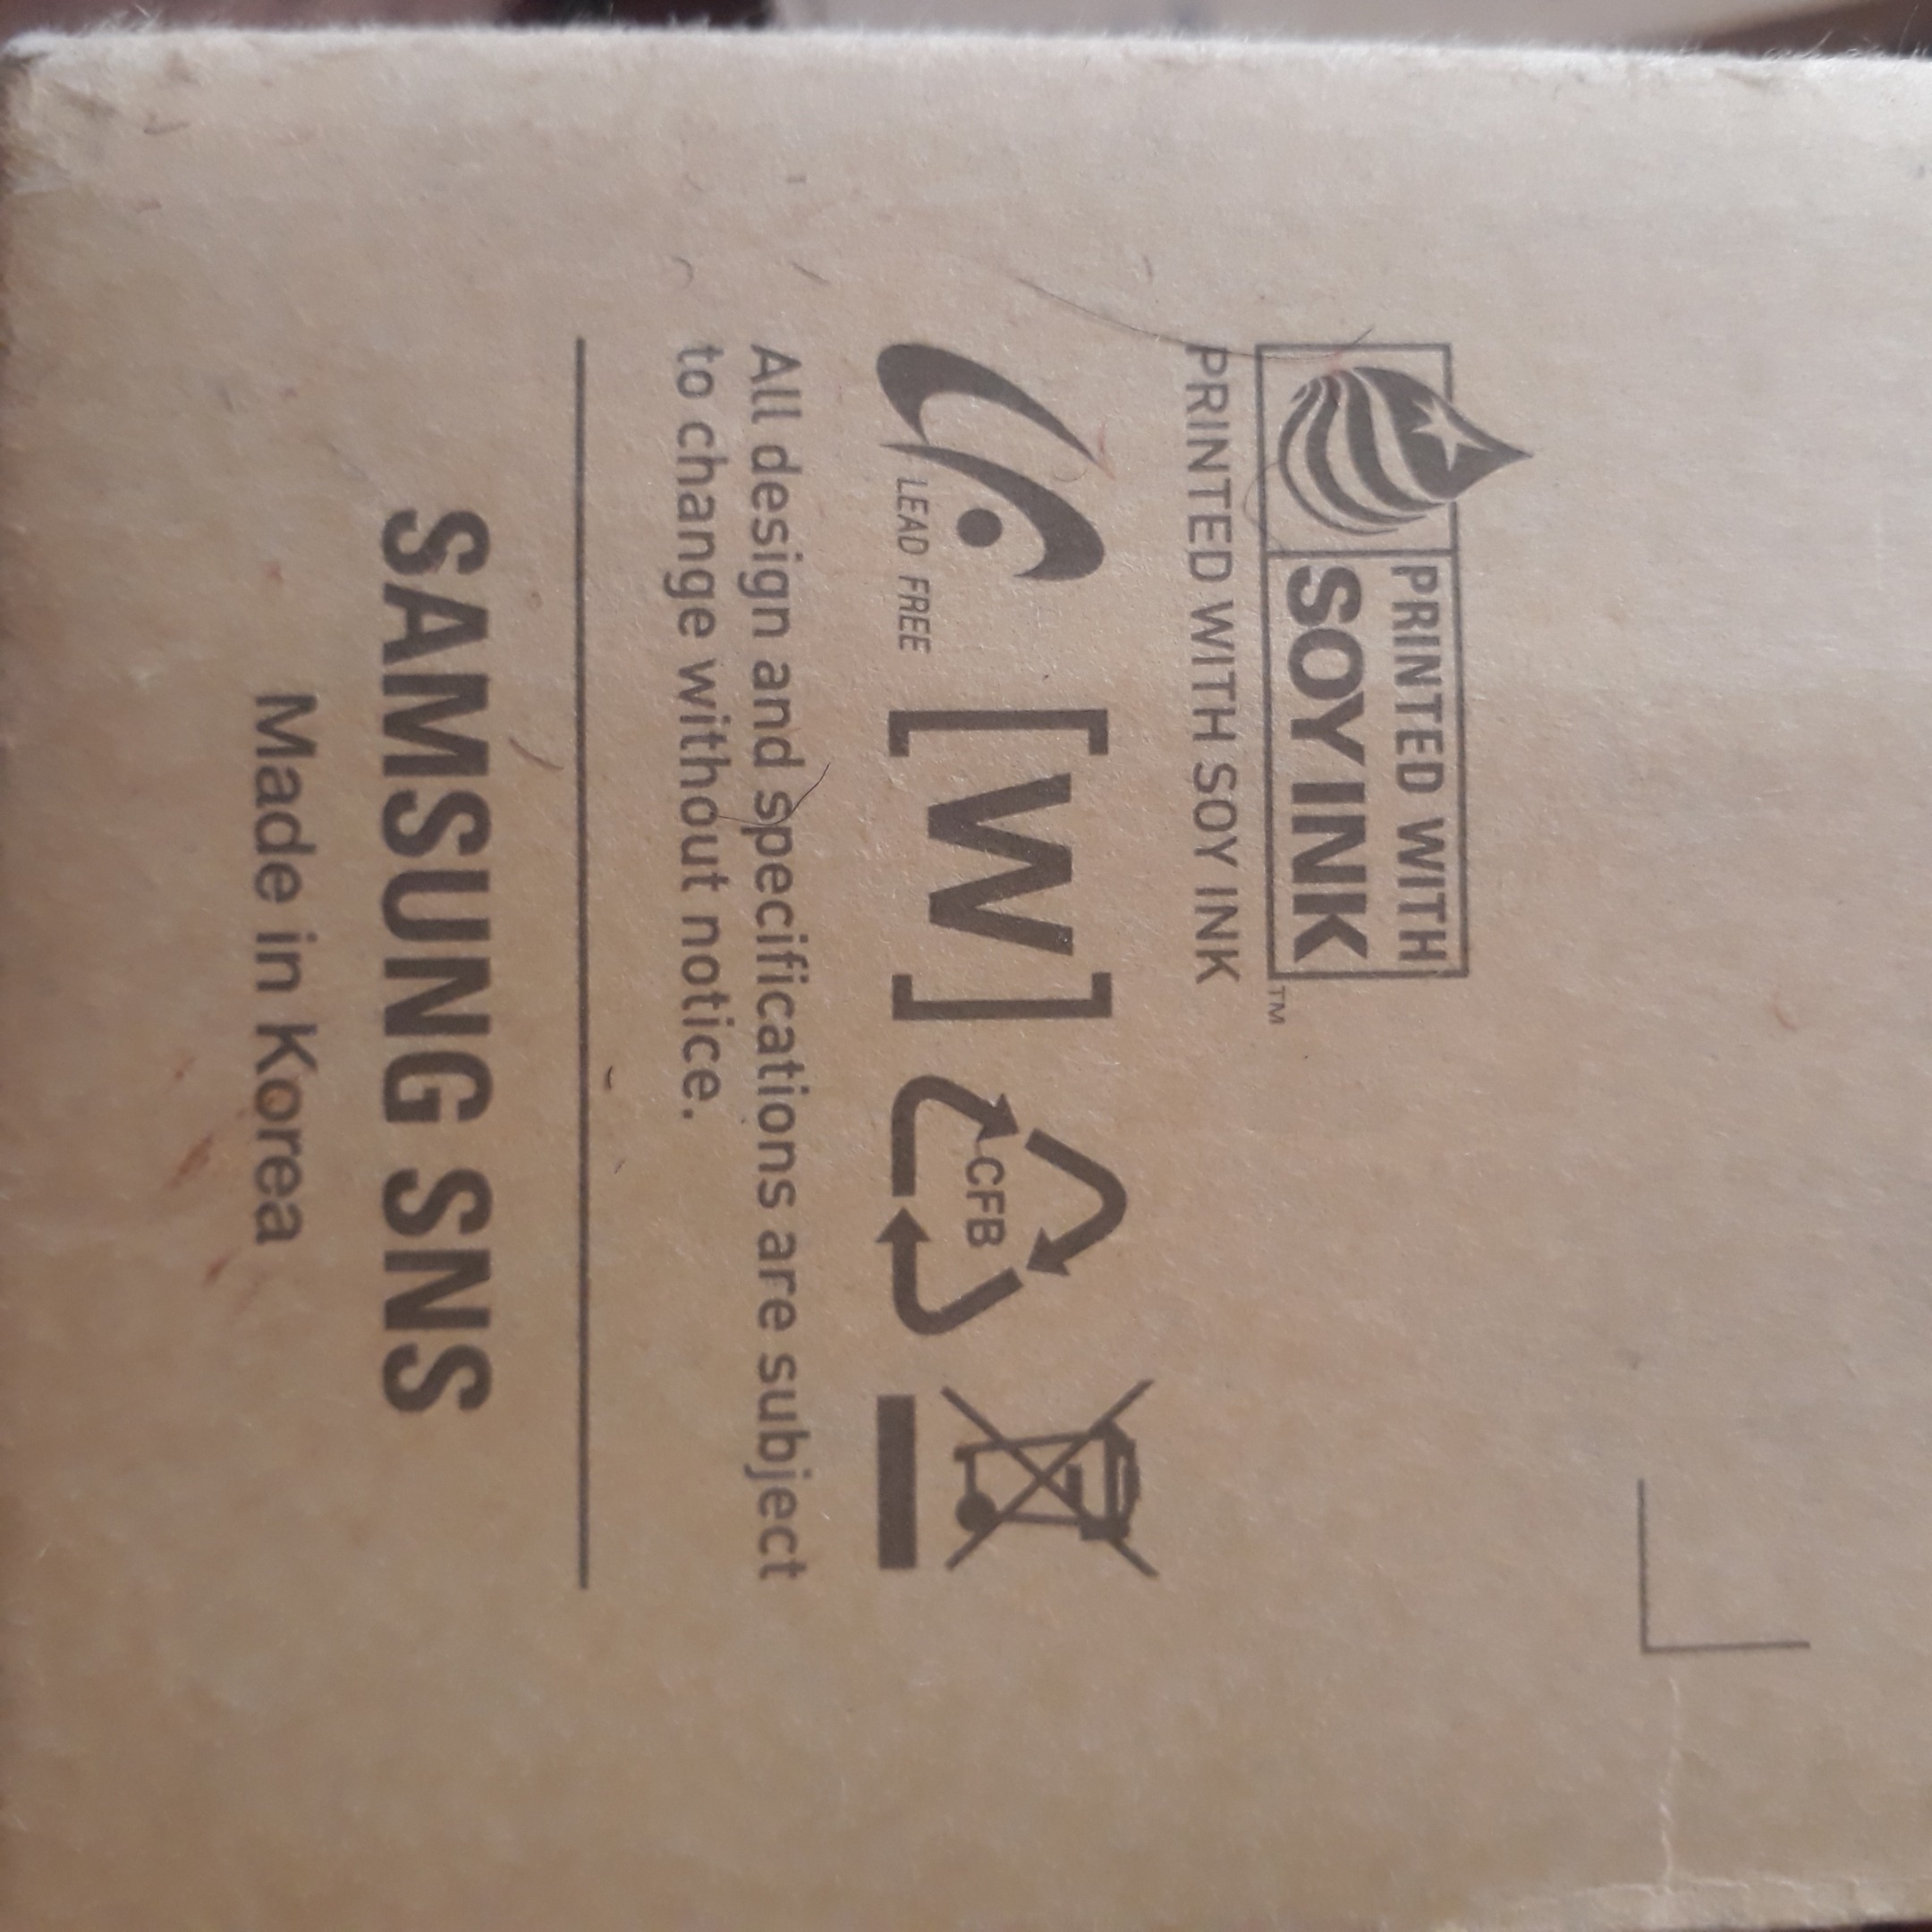 PRINTED WITH
SOY INK
TM
PRINTED WITH SOY INK
LEAD FREE
[W]
CFB
All design and specifications are subject
to change without notice.
SAMSUNG SNS
Made in Korea